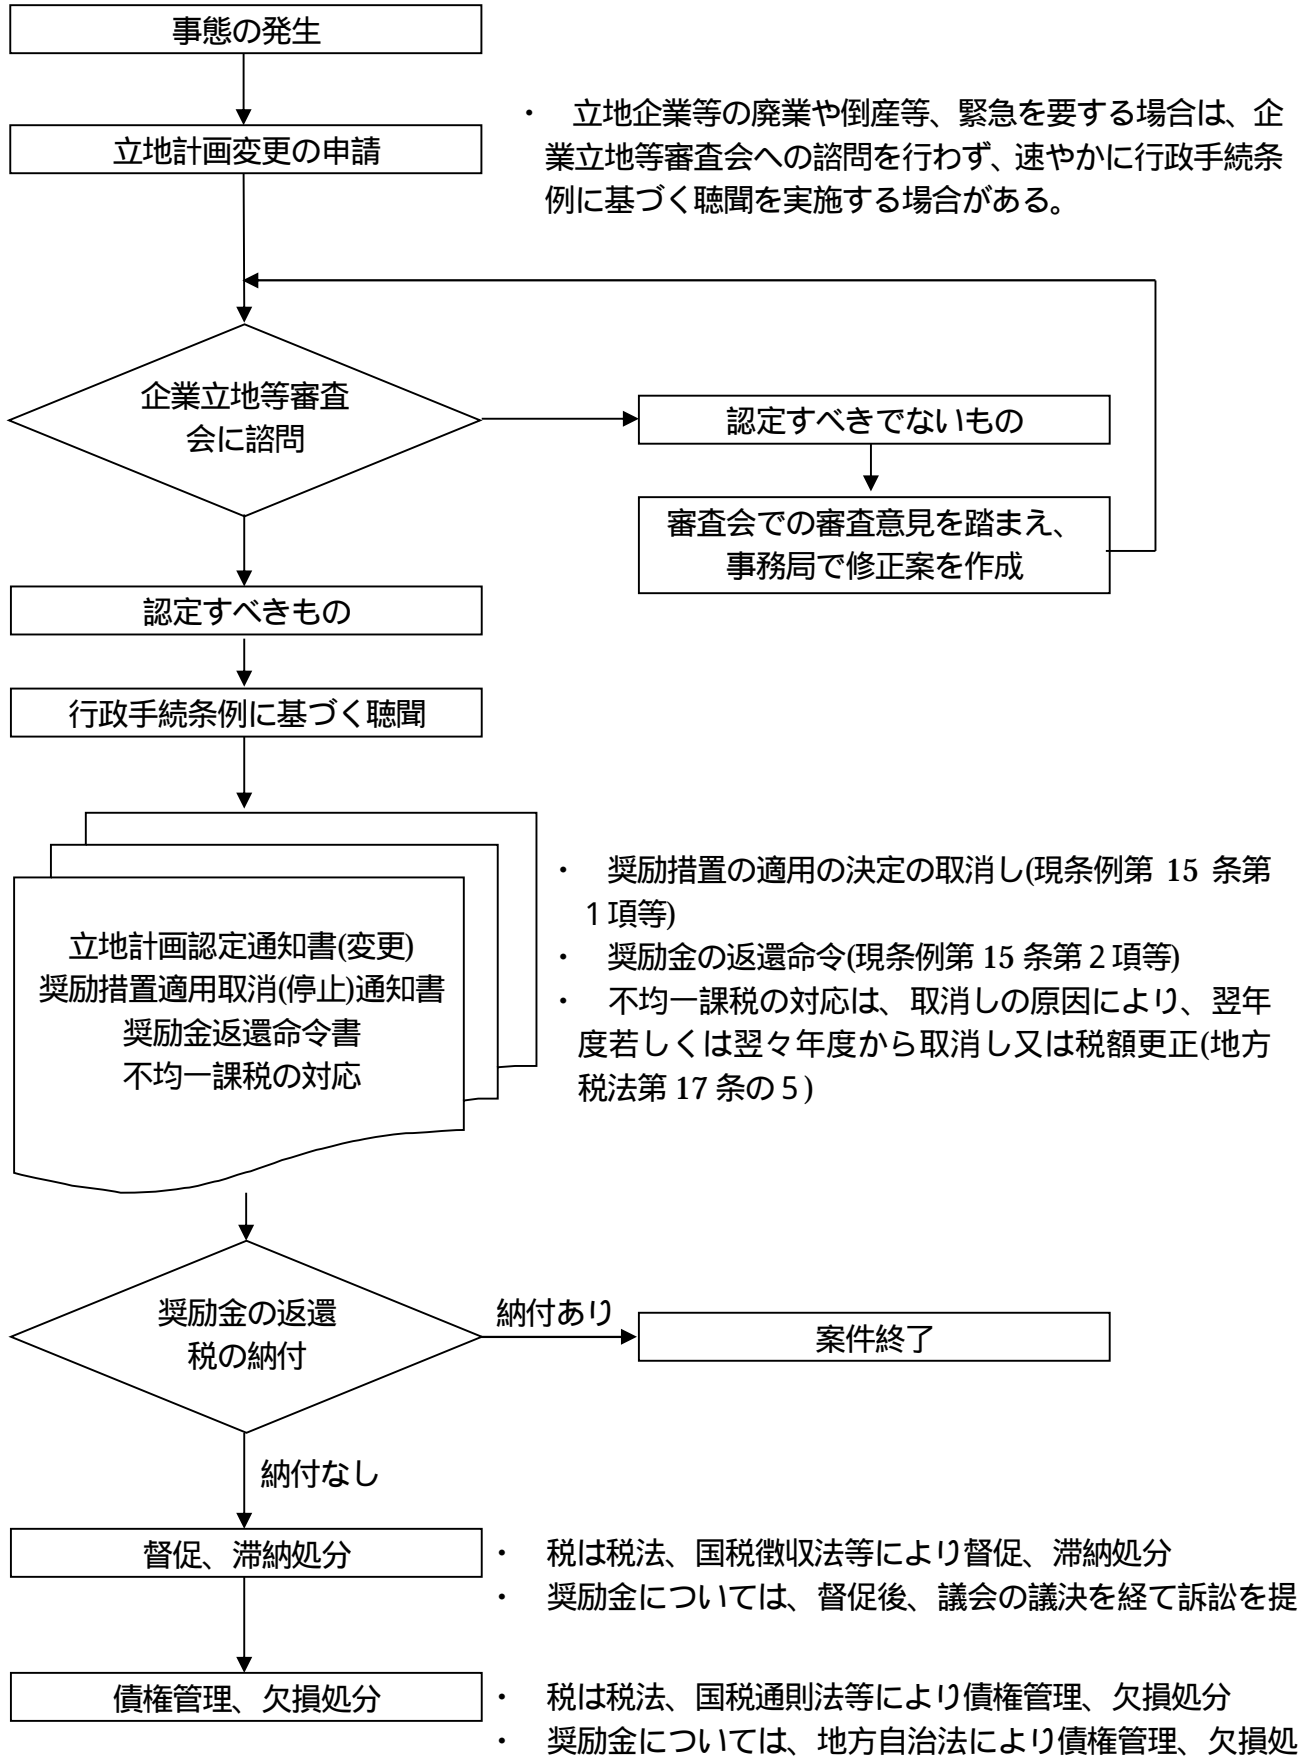 事態の発生
立地計画変更の申請
・　立地企業等の廃業や倒産等、緊急を要する場合は、企
業立地等審査会への諮問を行わず、速やかに行政手続条
例に基づく聴聞を実施する場合がある。
企業立地等審査
会に諮問
認定すべきでないもの
審査会での審査意見を踏まえ、
事務局で修正案を作成
認定すべきもの
行政手続条例に基づく聴聞
立地計画認定通知書(変更)
奨励措置適用取消(停止)通知書
奨励金返還命令書
不均一課税の対応
・　奨励措置の適用の決定の取消し(現条例第 15 条第
１項等)
・　奨励金の返還命令(現条例第 15 条第２項等)
・　不均一課税の対応は、取消しの原因により、翌年
度若しくは翌々年度から取消し又は税額更正(地方
税法第 17 条の５)
奨励金の返還
税の納付
納付あり
案件終了
納付なし
督促、滞納処分
・　税は税法、国税徴収法等により督促、滞納処分
・　奨励金については、督促後、議会の議決を経て訴訟を提
債権管理、欠損処分
・　税は税法、国税通則法等により債権管理、欠損処分
・　奨励金については、地方自治法により債権管理、欠損処